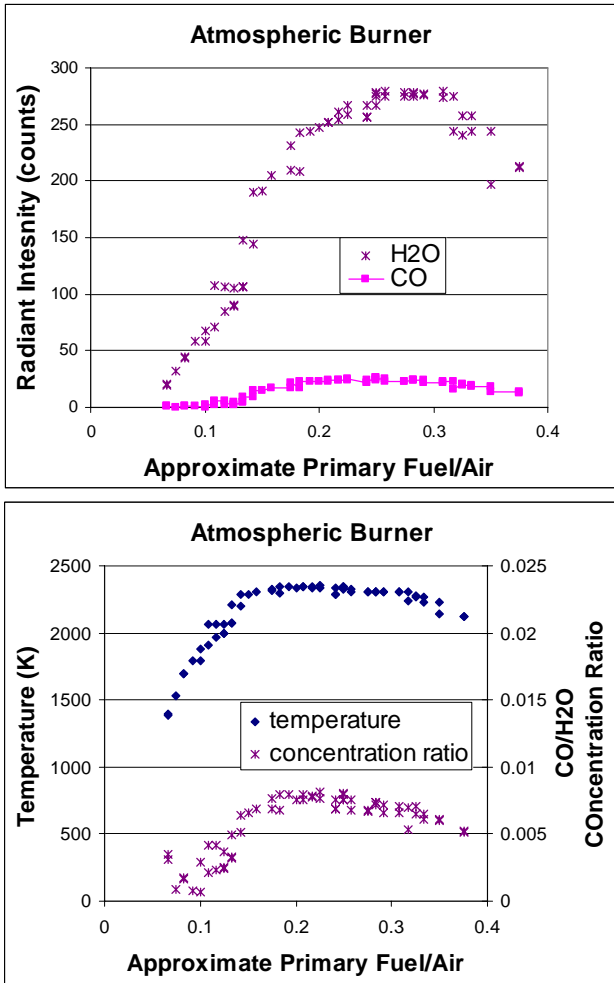 Atmospheric Burner
300
250
200
150
100
50
0
Radiant Intesnity (counts)
H2O
CO
0
0.1
0.2
0.3
0.4
Approximate Primary Fuel/Air
Atmospheric Burner
2500
2000
1500
1000
500
0
Temperature (K)
temperature
concentration ratio
0.025
0.02
0.015
0.01
0.005
0
CO/H2O
COncentration Ratio
0
0.1
0.2
0.3
0.4
Approximate Primary Fuel/Air